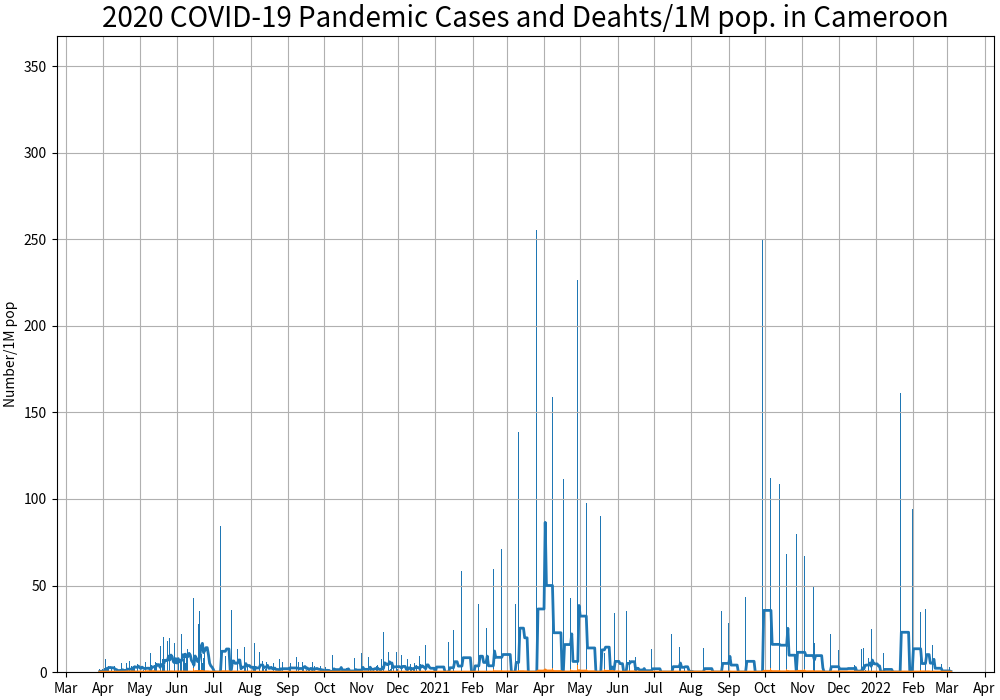 2020 COVID-19 Pandemic Cases and Deahts/1M pop. in Cameroon
350
300
250
200
150
100
50
0
Number/1M pop
Mar Apr May Jun Jul Aug Sep Oct Nov Dec 2021 Feb Mar Apr May Jun Jul Aug Sep Oct Nov Dec 2022 Feb Mar Apr